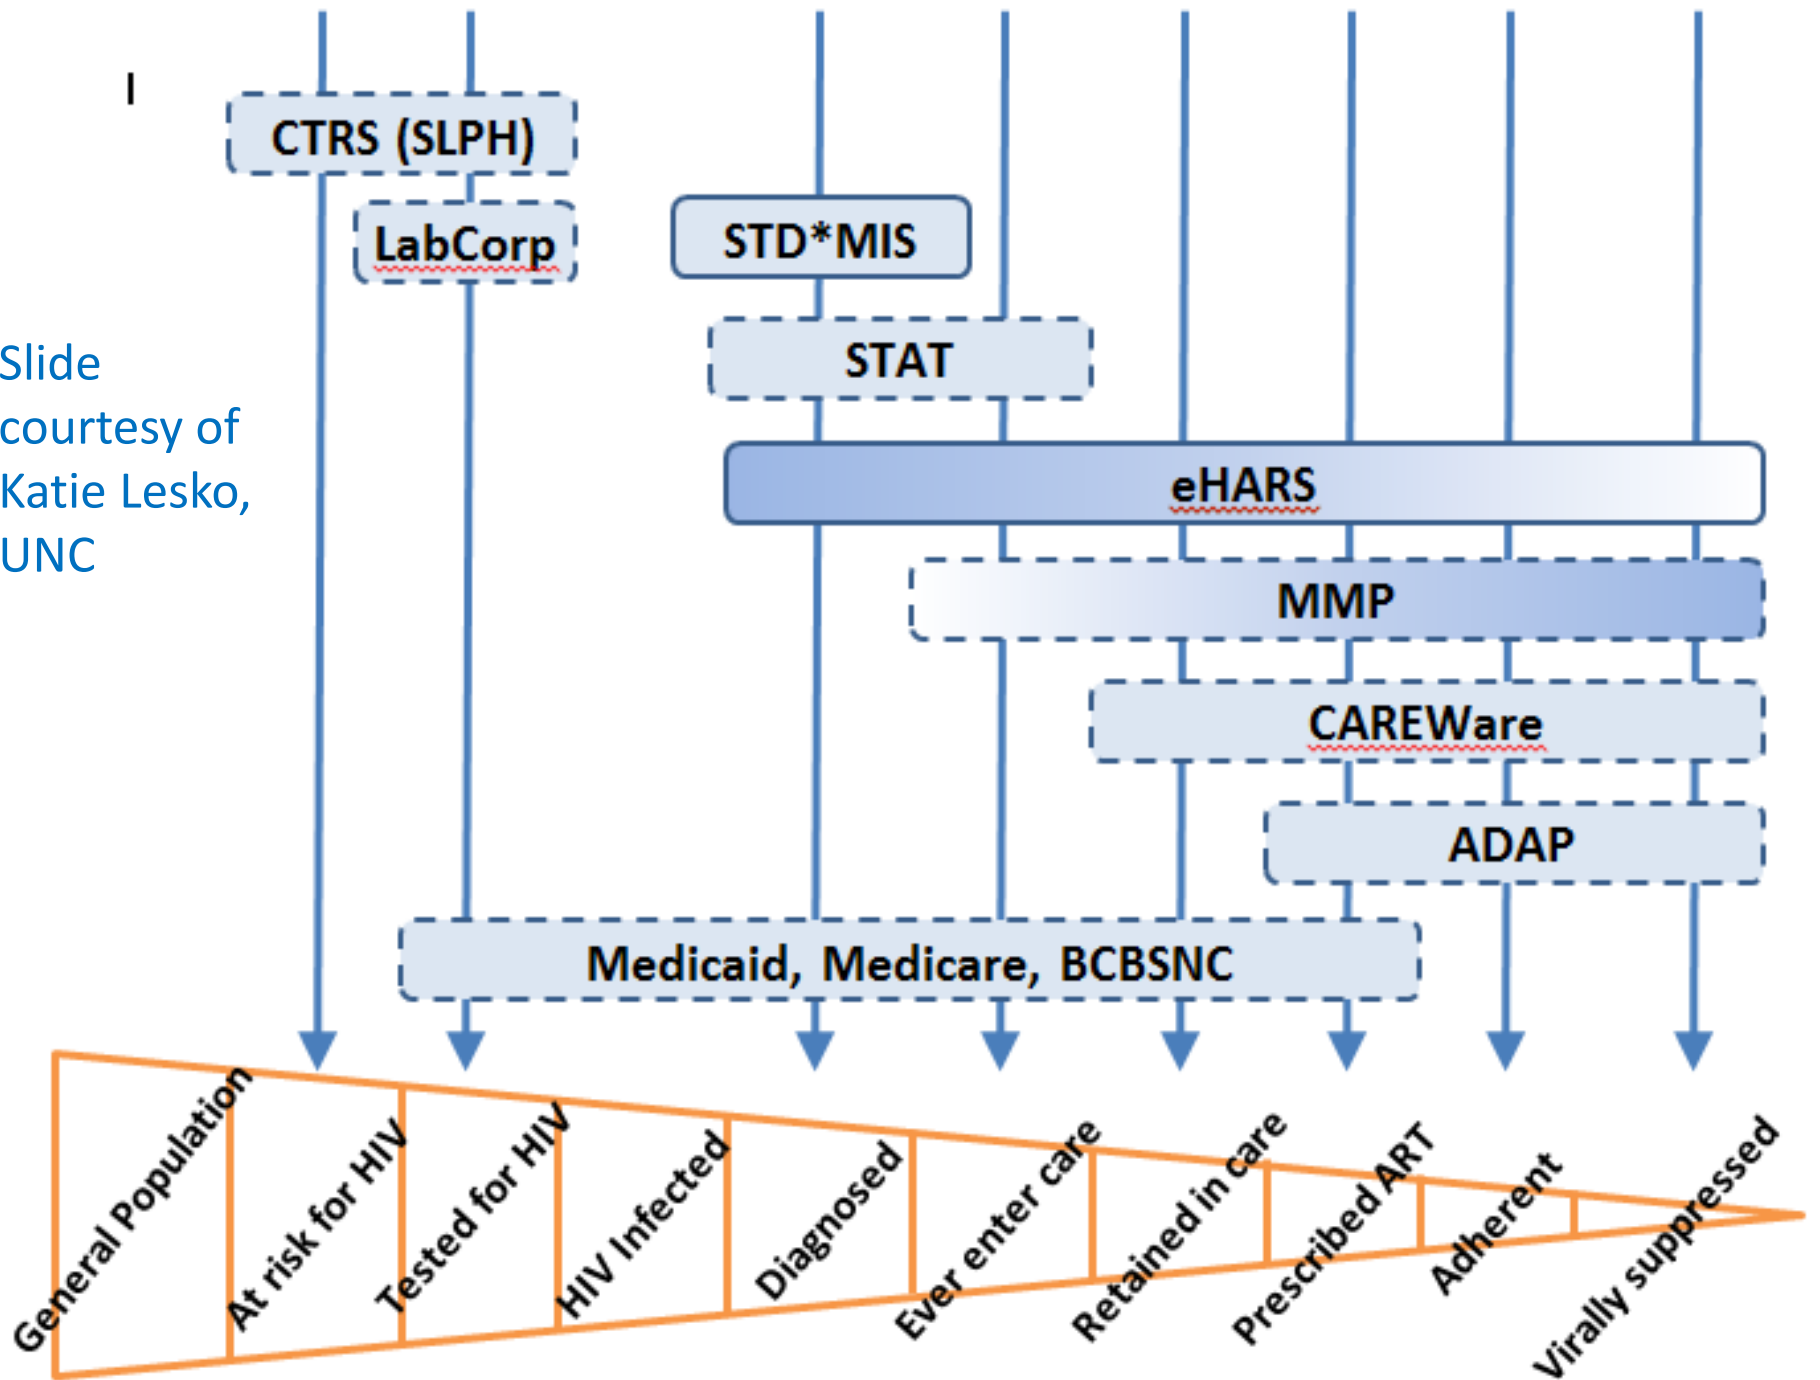 I
CTRS (SLPH)
LabCorp
STD*MIS
STAT
Slide
courtesy of
Katie Lesko,
UNC
eHARS
MMP
CAREWare
ADAP
Medicaid, Medicare, BCBSNC
General Population
At risk for HIV
Tested for HIV
HIV Infected
Diagnosed
Ever enter care
Retained in care
Prescribed ART
Adherent
Virally suppressed